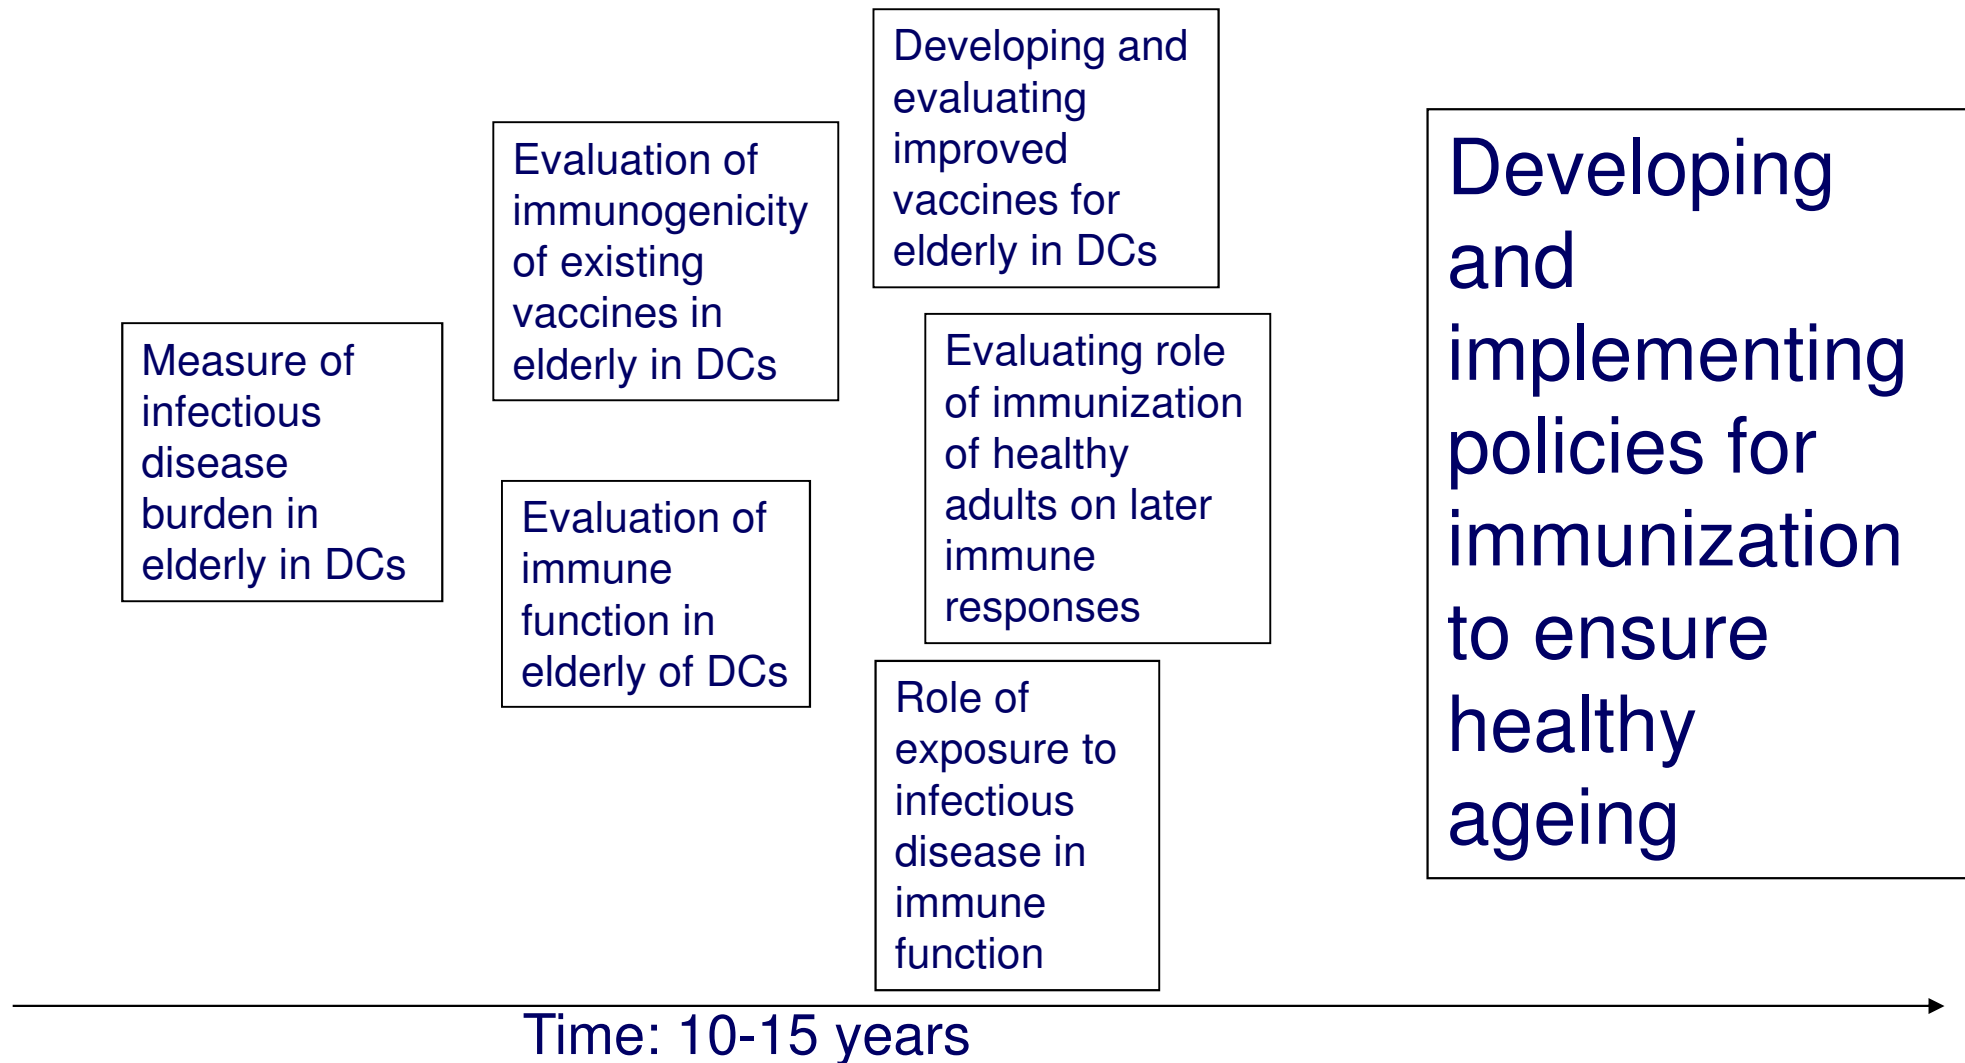 Measure of
infectious
disease
burden in
elderly in DCs
Evaluation of
immunogenicity
of existing
vaccines in
elderly in DCs
Evaluation of
immune
function in
elderly of DCs
Developing and
evaluating
improved
vaccines for
elderly in DCs
Evaluating role
of immunization
of healthy
adults on later
immune
responses
Role of
exposure to
infectious
disease in
immune
function
Developing
and
implementing
policies for
immunization
to ensure
healthy
ageing
Time: 10-15 years